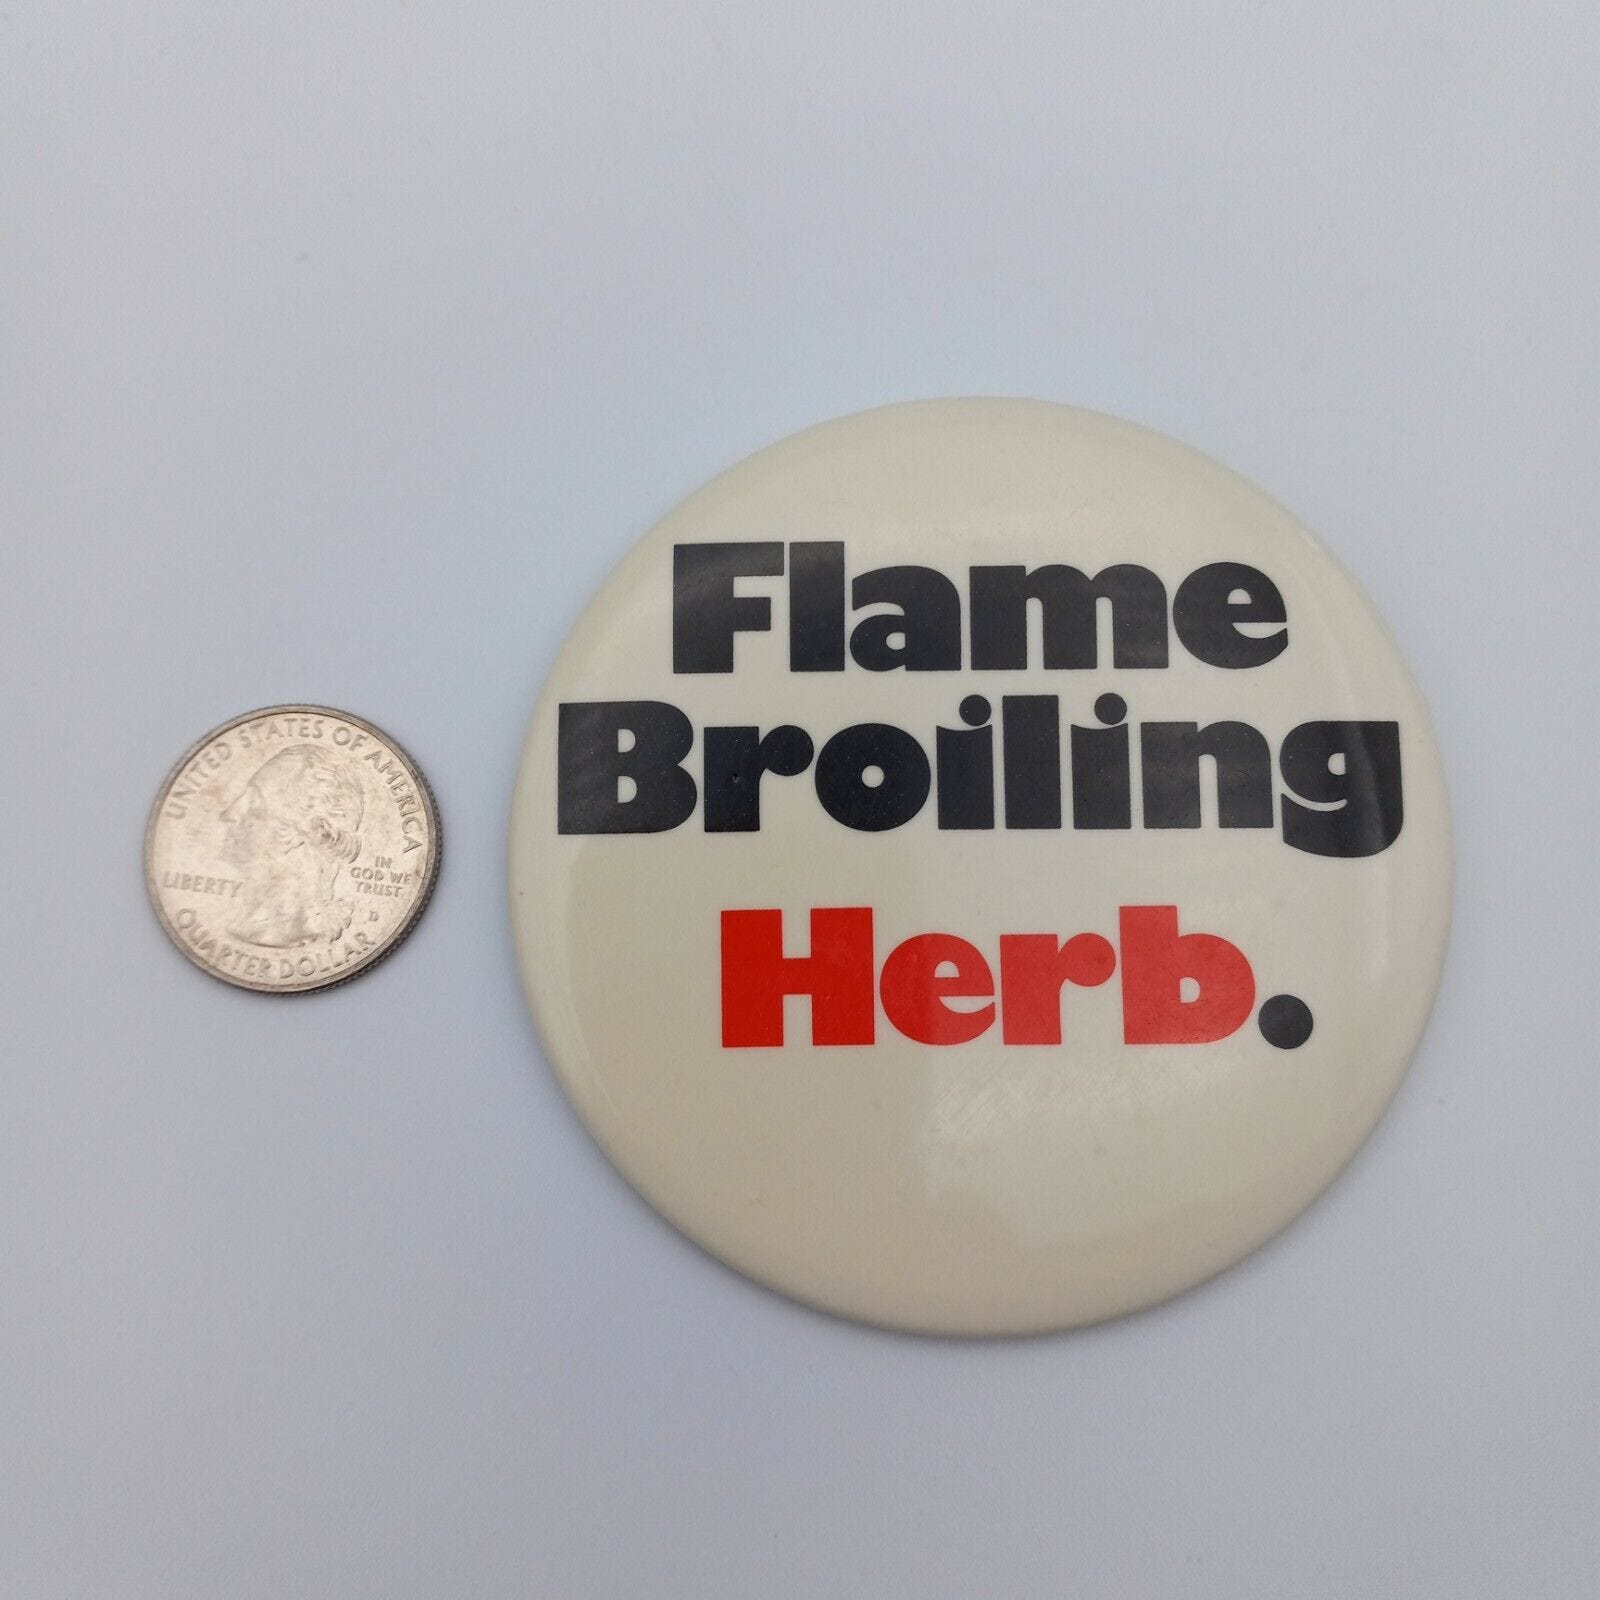 UNITED STATES OF AMERICA
LIBERTY
IN
GOD WE
TRUST
D
QUARTER DOLLAR
Flame
Broiling
Herb.